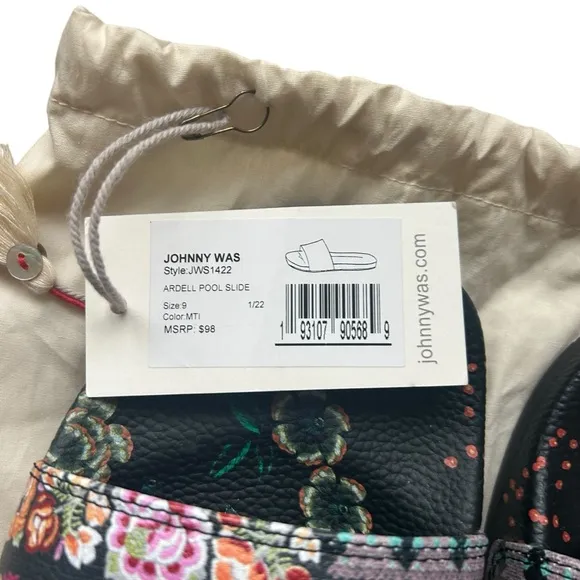 JOHNNY WAS
Style:JWS1422
ARDELL POOL SLIDE
Size:9 1/22
Color:MTI
MSRP: $98
1 93107 90568 9
johnnywas.com